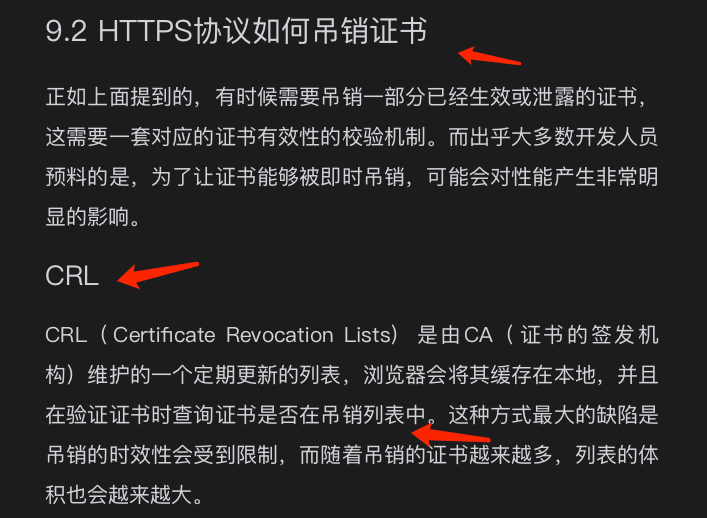 9.2 HTTPS协议如何吊销证书
正如上面提到的，有时候需要吊销一部分已经生效或泄露的证书，
这需要一套对应的证书有效性的校验机制。而出乎大多数开发人员
预料的是，为了让证书能够被即时吊销，可能会对性能产生非常明
显的影响。
CRL
CRL（Certificate Revocation Lists） 是由CA（证书的签发机
构）维护的一个定期更新的列表，浏览器会将其缓存在本地，并且
在验证证书时查询证书是否在吊销列表中。这种方式最大的缺陷是
吊销的时效性会受到限制，而随着吊销的证书越来越多，列表的体
积也会越来越大。